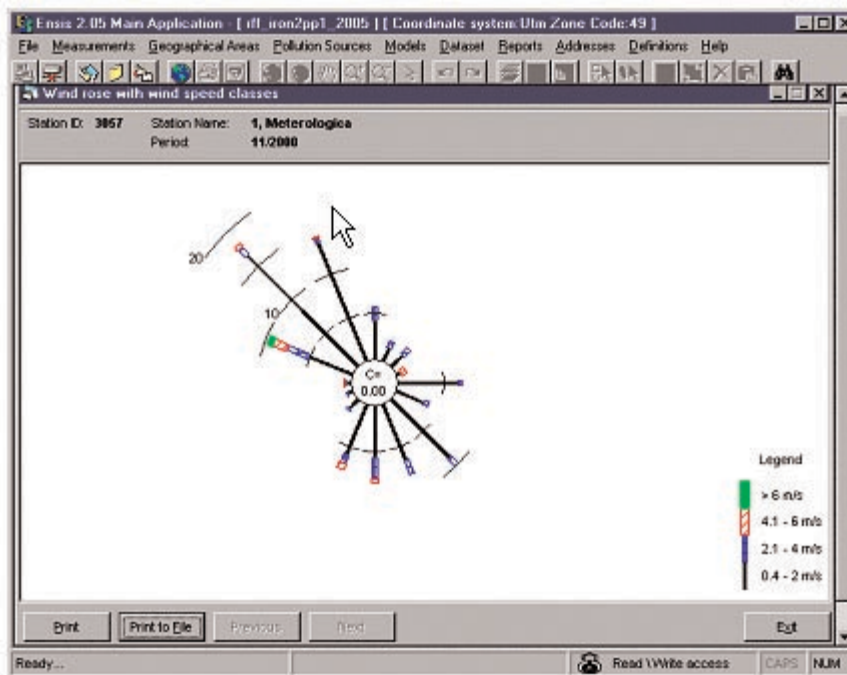 Ensis 2.05 Main Application - [ rfl_iron2pp1_2005 ] [ Coordinate system:Utm Zone Code:49 ]
File Measurements Geographical Areas Pollution Sources Models Dataset Reports Addresses Definitions Help
Wind rose with wind speed classes
Station ID: 3057 Station Name: 1, Meterologica
Period: 11/2000
20
10
C=
0.00
Legend
> 6 m/s
4.1 - 6 m/s
2.1 - 4 m/s
0.4 - 2 m/s
Print Print to File Previous Next Exit
Ready... Read \Write access CAPS NUM